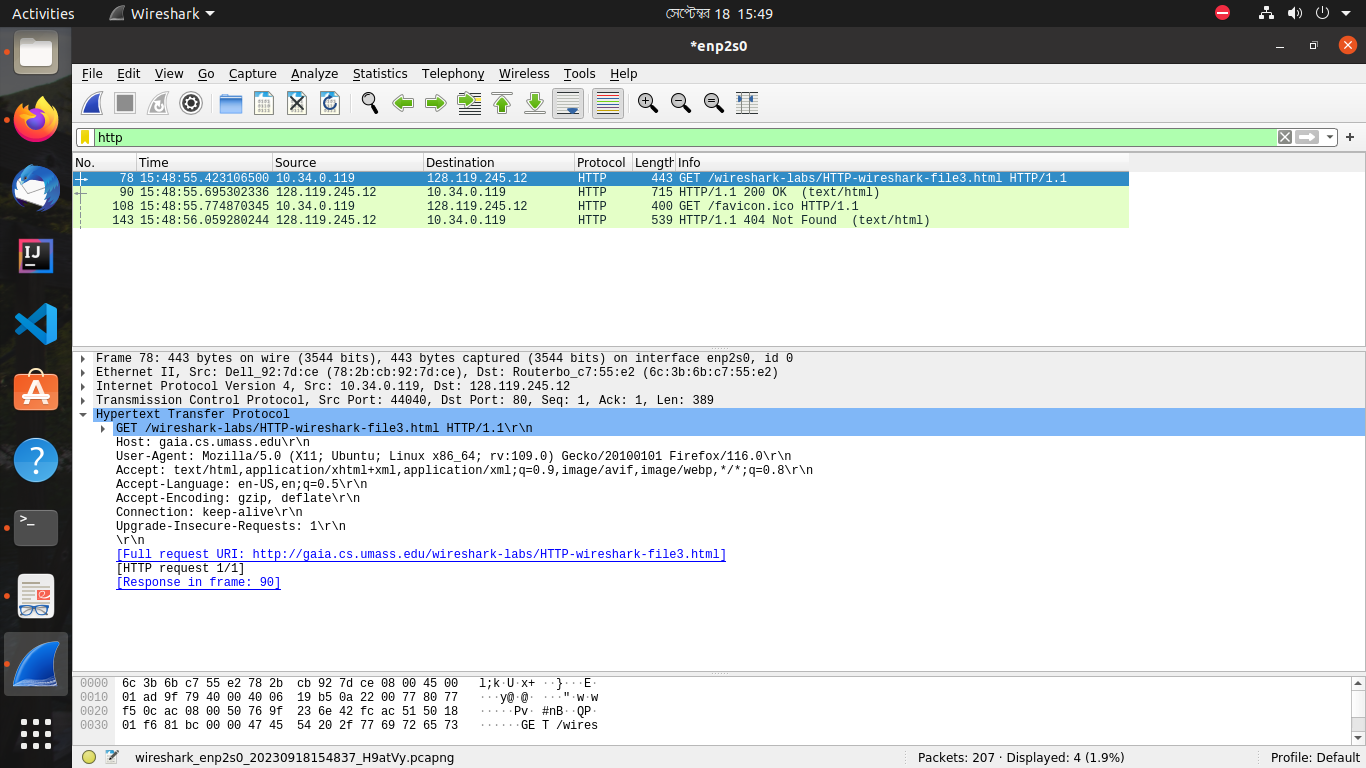 Activities Wireshark সেপ্টেম্বর 18 15:49
*enp2s0
File Edit View Go Capture Analyze Statistics Telephony Wireless Tools Help
http
No. Time Source Destination Protocol Length Info
78 15:48:55.423106500 10.34.0.119 128.119.245.12 HTTP 443 GET /wireshark-labs/HTTP-wireshark-file3.html HTTP/1.1
90 15:48:55.695302336 128.119.245.12 10.34.0.119 HTTP 715 HTTP/1.1 200 OK (text/html)
108 15:48:55.774870345 10.34.0.119 128.119.245.12 HTTP 400 GET /favicon.ico HTTP/1.1
143 15:48:56.059280244 128.119.245.12 10.34.0.119 HTTP 539 HTTP/1.1 404 Not Found (text/html)
Frame 78: 443 bytes on wire (3544 bits), 443 bytes captured (3544 bits) on interface enp2s0, id 0
Ethernet II, Src: Dell_92:7d:ce (78:2b:cb:92:7d:ce), Dst: Routerbo_c7:55:e2 (6c:3b:6b:c7:55:e2)
Internet Protocol Version 4, Src: 10.34.0.119, Dst: 128.119.245.12
Transmission Control Protocol, Src Port: 44040, Dst Port: 80, Seq: 1, Ack: 1, Len: 389
Hypertext Transfer Protocol
GET /wireshark-labs/HTTP-wireshark-file3.html HTTP/1.1\r\n
Host: gaia.cs.umass.edu\r\n
User-Agent: Mozilla/5.0 (X11; Ubuntu; Linux x86_64; rv:109.0) Gecko/20100101 Firefox/116.0\r\n
Accept: text/html,application/xhtml+xml,application/xml;q=0.9,image/avif,image/webp,*/*;q=0.8\r\n
Accept-Language: en-US,en;q=0.5\r\n
Accept-Encoding: gzip, deflate\r\n
Connection: keep-alive\r\n
Upgrade-Insecure-Requests: 1\r\n
\r\n
[Full request URI: http://gaia.cs.umass.edu/wireshark-labs/HTTP-wireshark-file3.html]
[HTTP request 1/1]
[Response in frame: 90]
0000 6c 3b 6b c7 55 e2 78 2b cb 92 7d ce 08 00 45 00 l;k·U·x+ ··}···E·
0010 01 ad 9f 79 40 00 40 06 19 b5 0a 22 00 77 80 77 ···y@·@· ···"·w·w
0020 f5 0c ac 08 00 50 76 9f 23 6e 42 fc ac 51 50 18 ·····Pv· #nB··QP·
0030 01 f6 81 bc 00 00 47 45 54 20 2f 77 69 72 65 73 ······GE T /wires
wireshark_enp2s0_20230918154837_H9atVy.pcapng Packets: 207 · Displayed: 4 (1.9%) Profile: Default